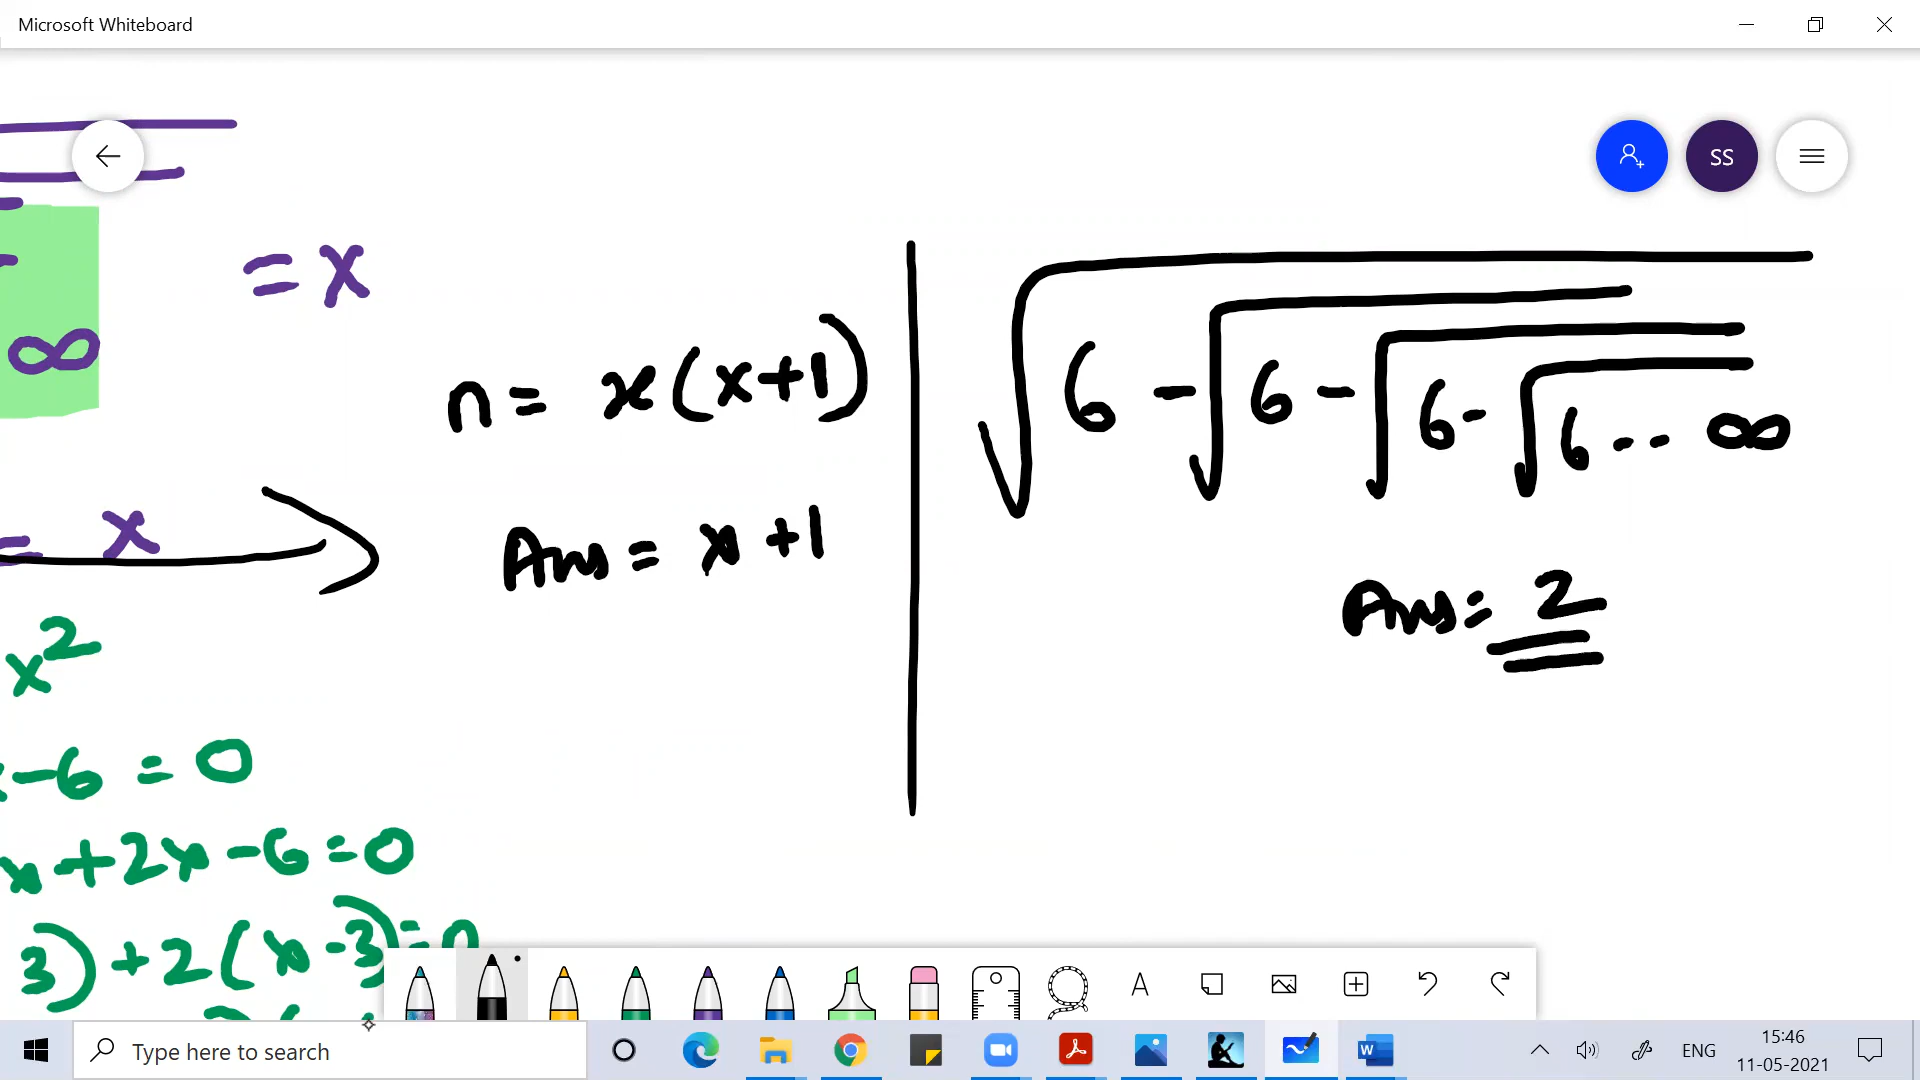 Microsoft Whiteboard
SS
= x
∞
n = x(x+1)
√6 - √6 - √6 - √6 -- ∞
= x
Ans = x + 1
Ans = 2
x²
-6 = 0
x + 2x - 6 = 0
3) + 2(x - 3) =
A
Type here to search
W
ENG
15:46
11-05-2021